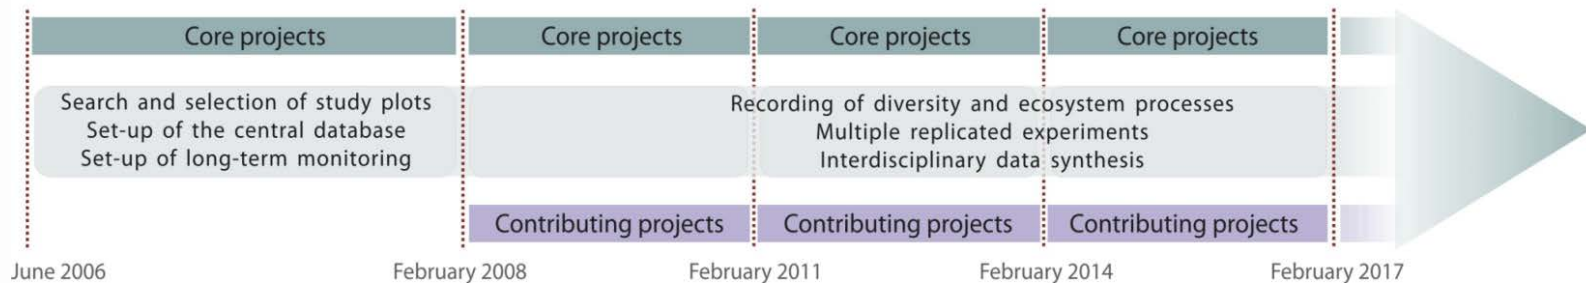 Core projects
Core projects
Core projects
Core projects
Search and selection of study plots
Set-up of the central database
Set-up of long-term monitoring
Recording of diversity and ecosystem processes
Multiple replicated experiments
Interdisciplinary data synthesis
Contributing projects
Contributing projects
Contributing projects
June 2006
February 2008
February 2011
February 2014
February 2017